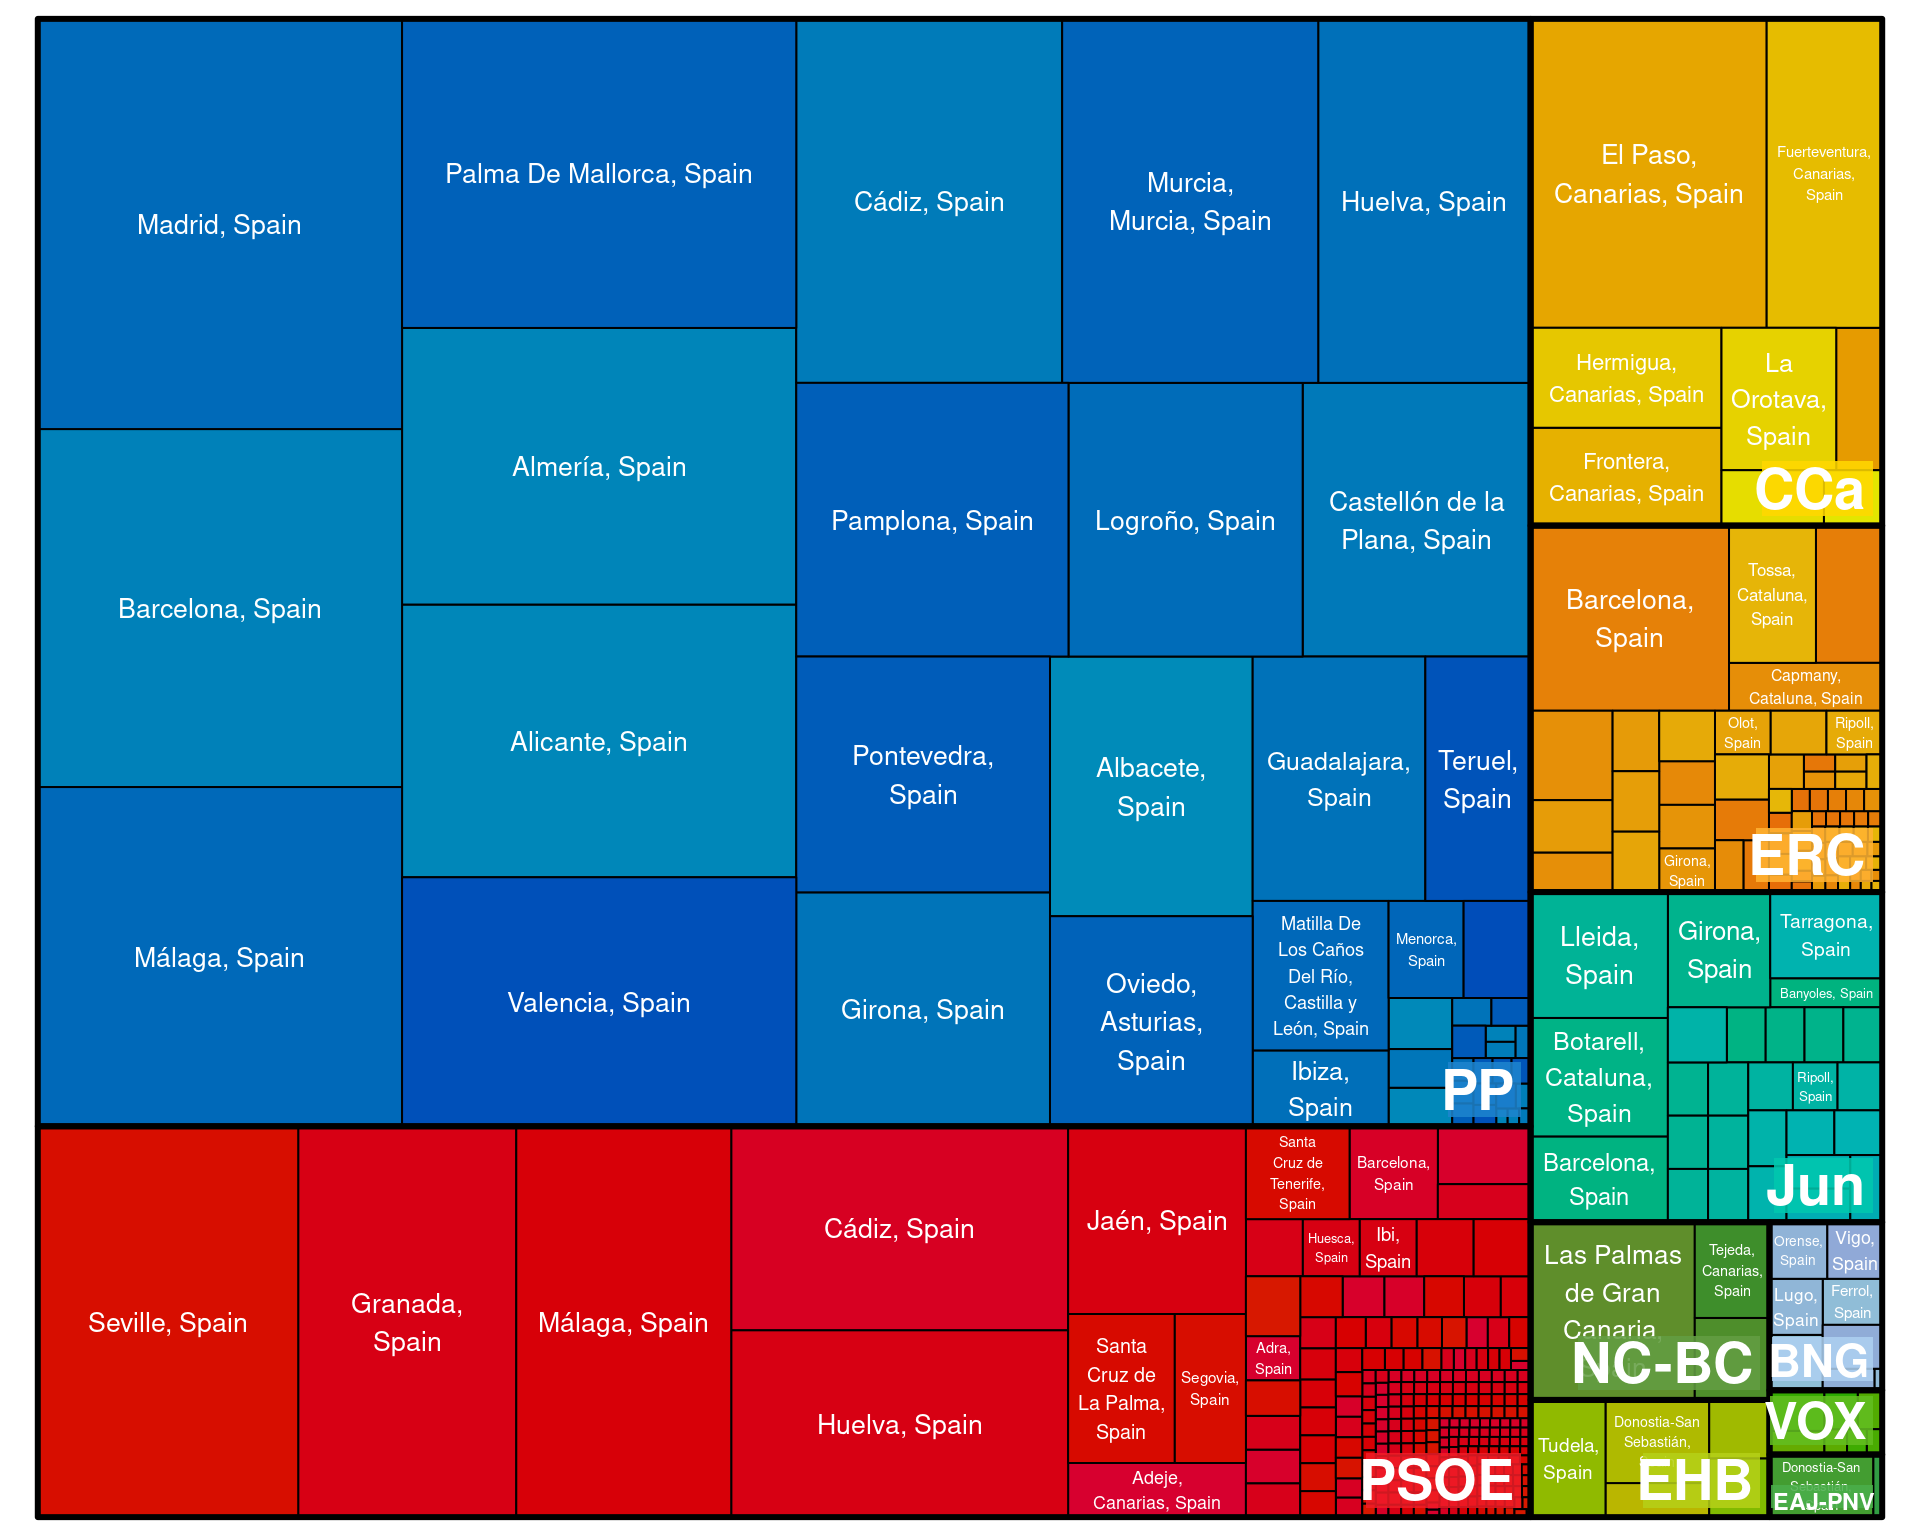 Madrid, Spain
Barcelona, Spain
Málaga, Spain
Palma De Mallorca, Spain
Almería, Spain
Alicante, Spain
Valencia, Spain
Cádiz, Spain
Murcia,
Murcia, Spain
Huelva, Spain
Pamplona, Spain
Logroño, Spain
Castellón de la
Plana, Spain
Pontevedra,
Spain
Girona, Spain
Albacete,
Spain
Oviedo,
Asturias,
Spain
Guadalajara,
Spain
Teruel,
Spain
Matilla De
Los Caños
Del Río,
Castilla y
León, Spain
Ibiza,
Spain
Menorca,
Spain
PP
Seville, Spain
Granada,
Spain
Málaga, Spain
Cádiz, Spain
Huelva, Spain
Jaén, Spain
Santa
Cruz de
La Palma,
Spain
Segovia,
Spain
Adeje,
Canarias, Spain
Santa
Cruz de
Tenerife,
Spain
Barcelona,
Spain
Huesca,
Spain
Ibi,
Spain
Adra,
Spain
PSOE
El Paso,
Canarias, Spain
Fuerteventura,
Canarias,
Spain
Hermigua,
Canarias, Spain
Frontera,
Canarias, Spain
La
Orotava,
Spain
CCa
Barcelona,
Spain
Tossa,
Cataluna,
Spain
Capmany,
Cataluna, Spain
Olot,
Spain
Ripoll,
Spain
Girona,
Spain
ERC
Lleida,
Spain
Botarell,
Cataluna,
Spain
Barcelona,
Spain
Girona,
Spain
Tarragona,
Spain
Banyoles, Spain
Ripoll,
Spain
Jun
Las Palmas
de Gran
Canaria,
Tejeda,
Canarias,
Spain
NC-BC
Orense,
Spain
Vigo,
Spain
Lugo,
Spain
Ferrol,
Spain
BNG
VOX
Tudela,
Spain
Donostia-San
Sebastián,
EHB
Donostia-San
Sebastián,
EAJ-PNV